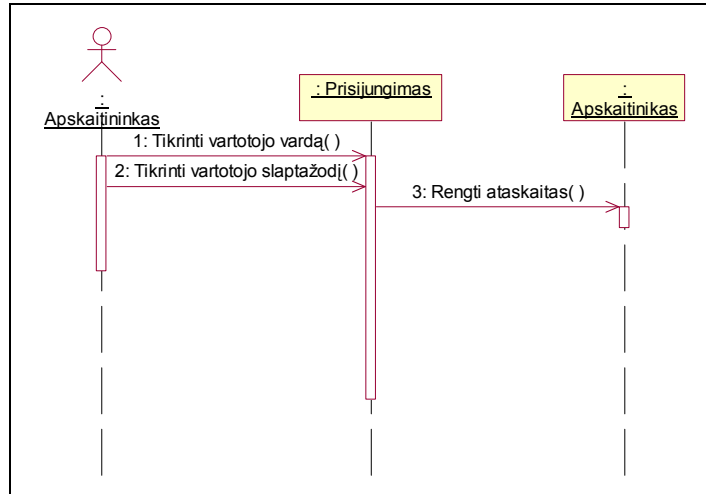 :
Apskaitininkas
: Prisijungimas
:
Apskaitinikas
1: Tikrinti vartotojo vardą( )
2: Tikrinti vartotojo slaptažodį( )
3: Rengti ataskaitas( )